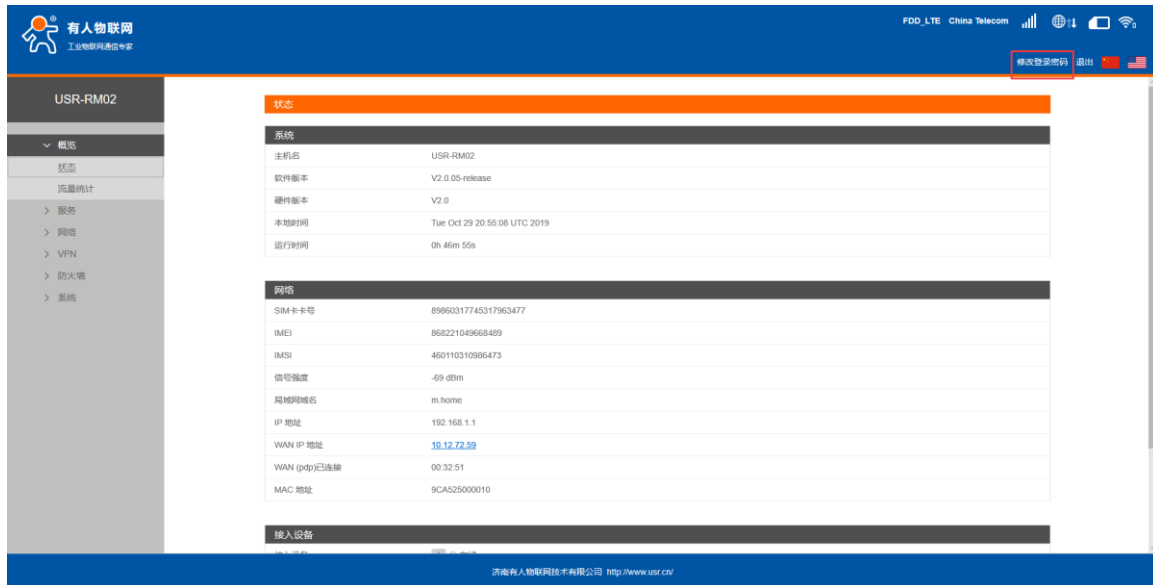 有人物联网
工业物联网通信专家
FDD_LTE China Telecom
修改登录密码 退出
USR-RM02
概览
状态
流量统计
服务
网络
VPN
防火墙
系统
状态
系统
主机名 USR-RM02
软件版本 V2.0.05-release
硬件版本 V2.0
本地时间 Tue Oct 29 20:55:08 UTC 2019
运行时间 0h 46m 55s
网络
SIM卡卡号 89860317745317963477
IMEI 868221049668489
IMSI 460110310986473
信号强度 -69 dBm
局域网域名 m.home
IP 地址 192.168.1.1
WAN IP 地址 10.12.72.59
WAN (pdp)已连接 00:32:51
MAC 地址 9CA525000010
接入设备
济南有人物联网技术有限公司 http://www.usr.cn/